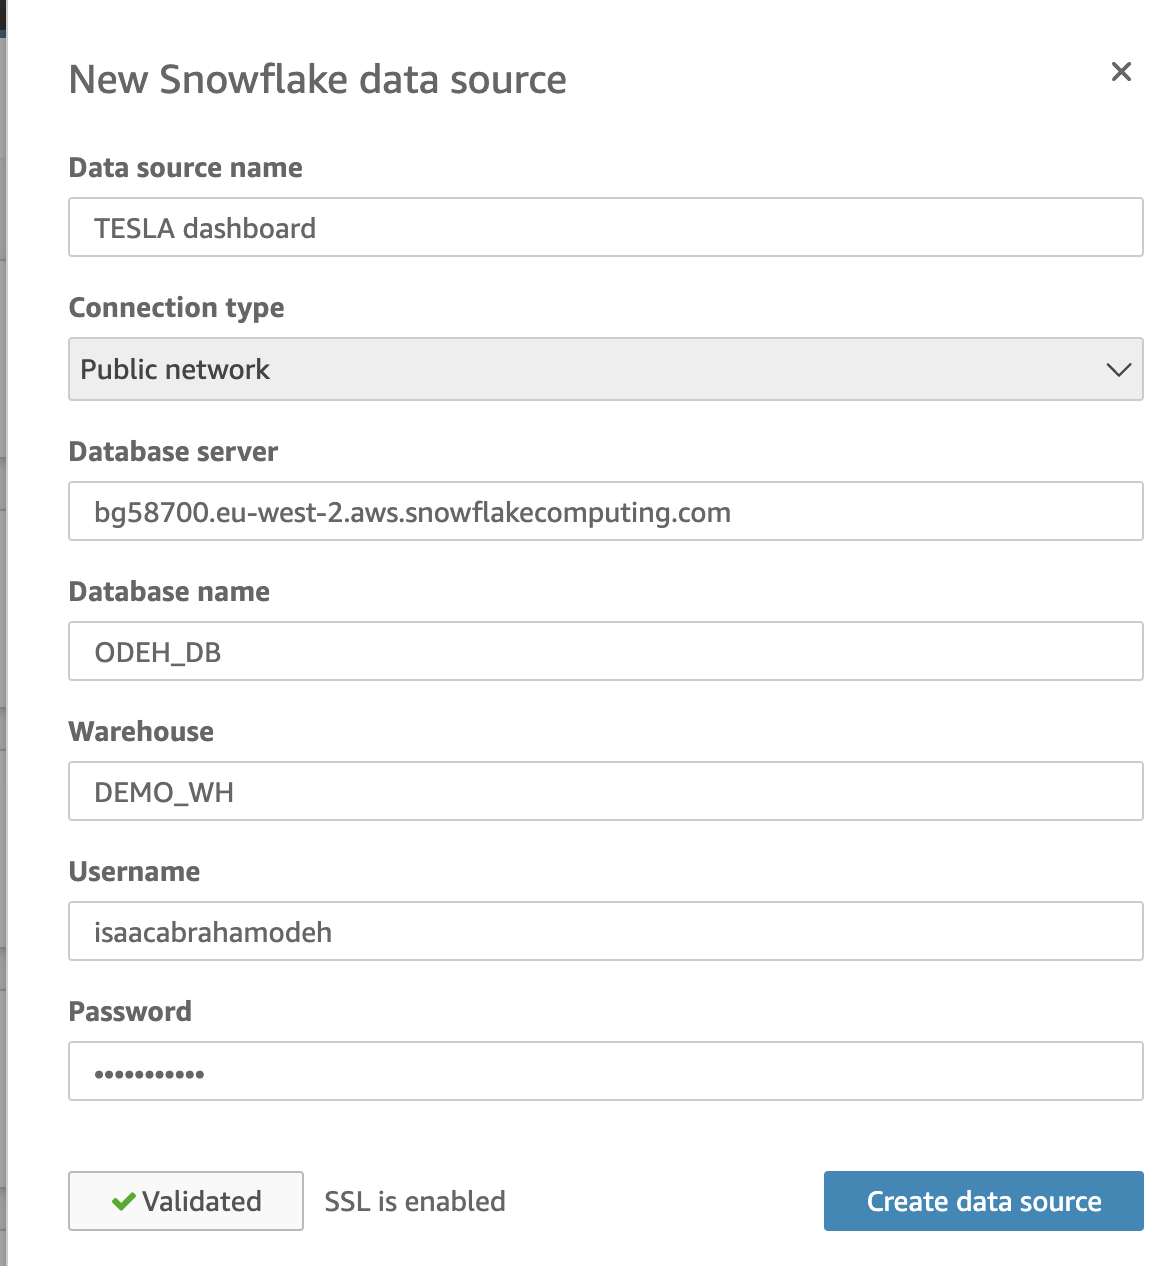 New Snowflake data source
Data source name
TESLA dashboard
Connection type
Public network
Database server
bg58700.eu-west-2.aws.snowflakecomputing.com
Database name
ODEH_DB
Warehouse
DEMO_WH
Username
isaacabrahamodeh
Password
•••••••••••
Validated SSL is enabled Create data source